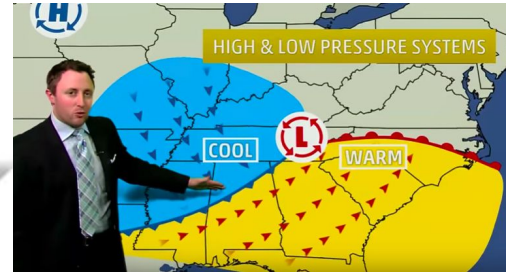 H
HIGH & LOW PRESSURE SYSTEMS
COOL
L
WARM